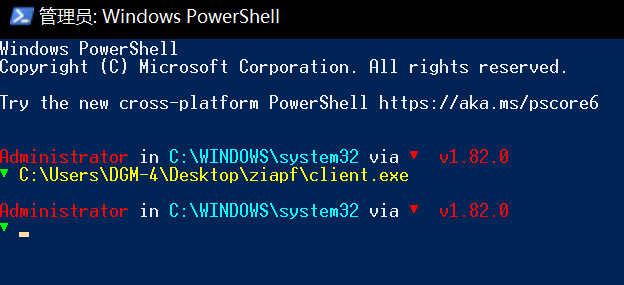 管理员: Windows PowerShell
Windows PowerShell
Copyright (C) Microsoft Corporation. All rights reserved.
Try the new cross-platform PowerShell https://aka.ms/pscore6
Administrator in C:\WINDOWS\system32 via ▼ v1.82.0
▼ C:\Users\DGM-4\Desktop\ziapf\client.exe
Administrator in C:\WINDOWS\system32 via ▼ v1.82.0
▼